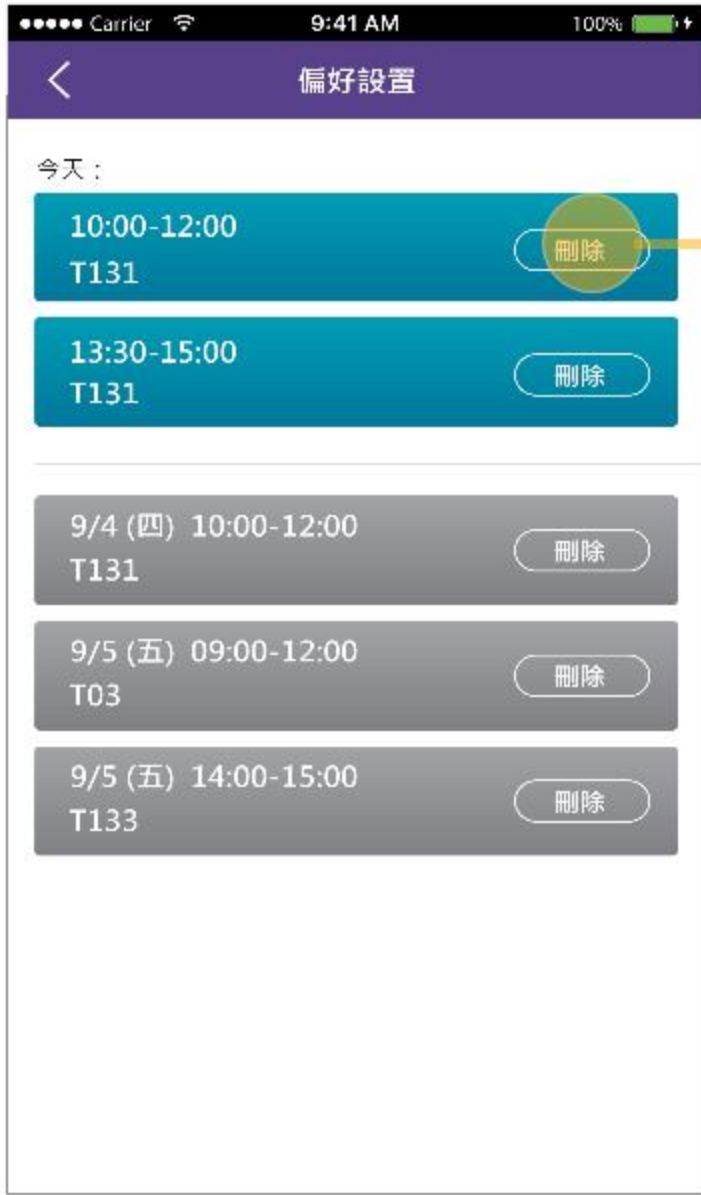 Carrier 9:41 AM 100%
偏好設置
今天：
10:00-12:00
T131
刪除
13:30-15:00
T131
刪除
9/4 (四) 10:00-12:00
T131
刪除
9/5 (五) 09:00-12:00
T03
刪除
9/5 (五) 14:00-15:00
T133
刪除